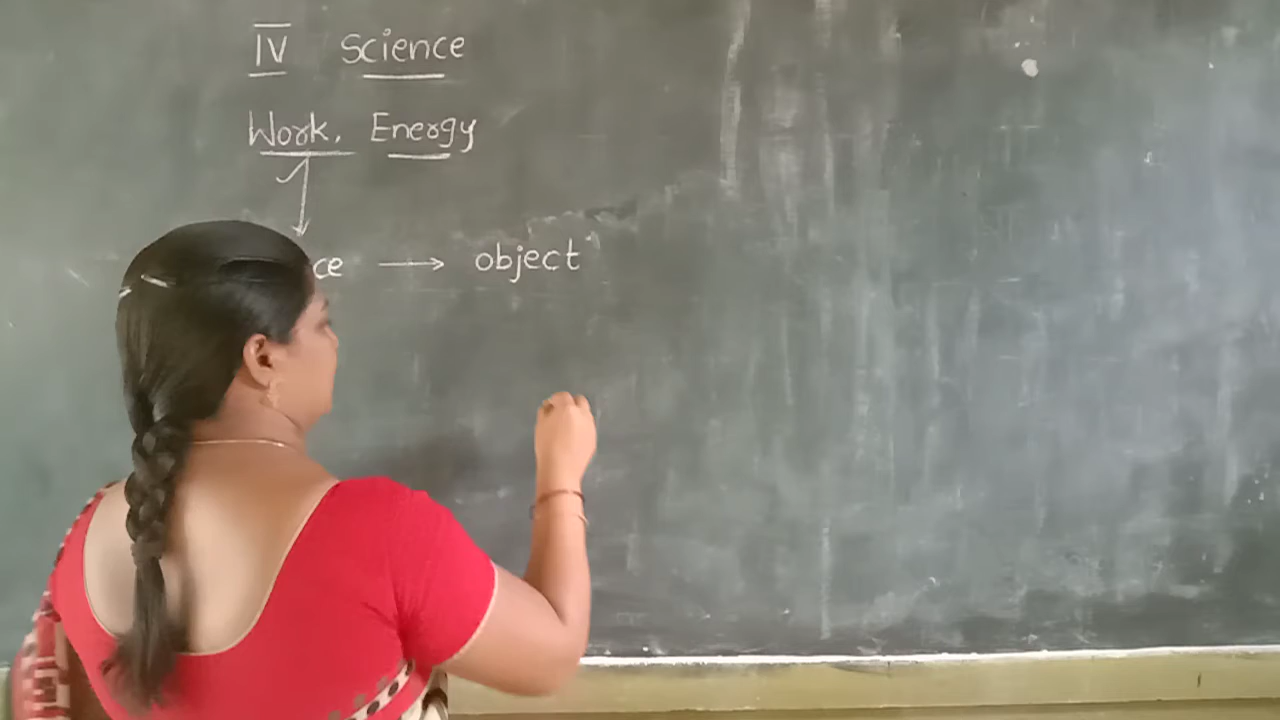 IV Science
Work, Energy
ce → object